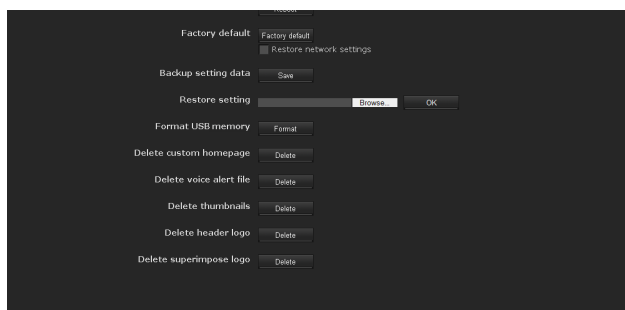 Reboot
Factory default Factory default
Restore network settings
Backup setting data Save
Restore setting Browse... OK
Format USB memory Format
Delete custom homepage Delete
Delete voice alert file Delete
Delete thumbnails Delete
Delete header logo Delete
Delete superimpose logo Delete